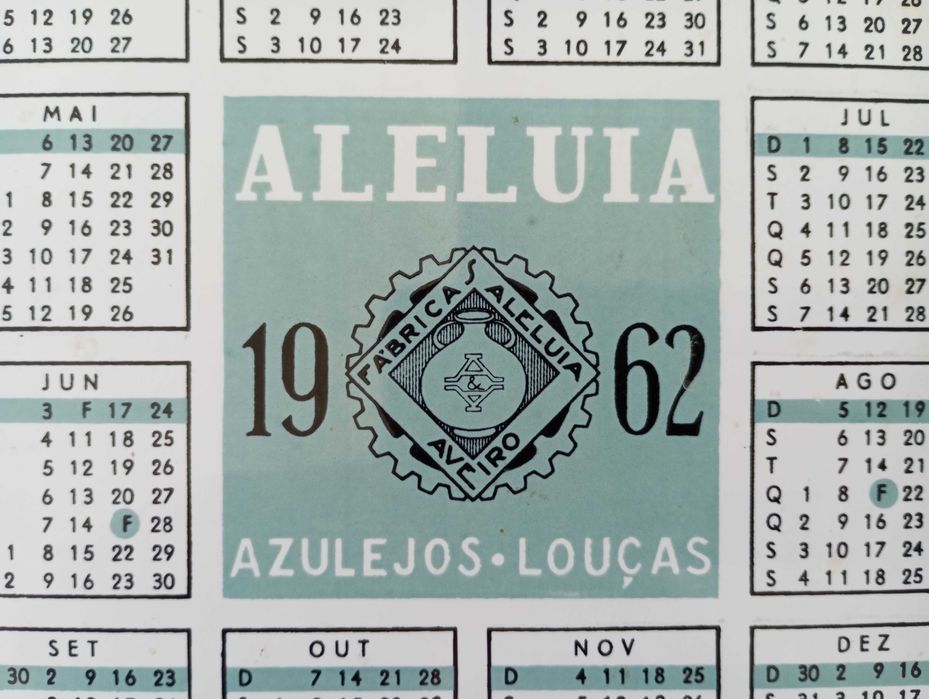 5 12 19 26
6 13 20 27
S 2 9 16 23
S 3 10 17 24
S 2 9 16 23 30
S 3 10 17 24 31
S 6 13 20 27
S 7 14 21 28
MAI
6 13 20 27
7 14 21 28
1 8 15 22 29
2 9 16 23 30
3 10 17 24 31
4 11 18 25
5 12 19 26
ALELUIA
FÁBRICAS ALELUIA
AVEIRO
A & A
1962
AZULEJOS • LOUÇAS
JUL
D 1 8 15 22
S 2 9 16 23
T 3 10 17 24
Q 4 11 18 25
Q 5 12 19 26
S 6 13 20 27
S 7 14 21 28
JUN
3 F 17 24
4 11 18 25
5 12 19 26
6 13 20 27
7 14 F 28
1 8 15 22 29
2 9 16 23 30
AGO
D 5 12 19
S 6 13 20
T 7 14 21
Q 1 8 F 22
Q 2 9 16 23
S 3 10 17 24
S 4 11 18 25
SET
30 2 9 16 23
OUT
D 7 14 21 28
NOV
D 4 11 18 25
DEZ
D 30 2 9 16